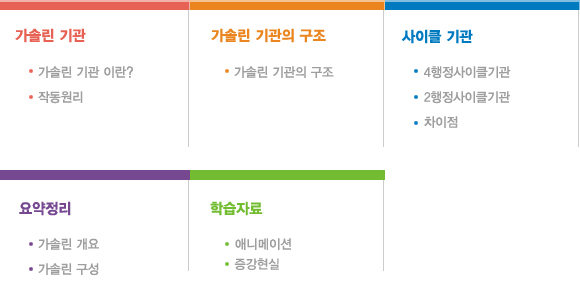 가솔린 기관
• 가솔린 기관 이란?
• 작동원리
가솔린 기관의 구조
• 가솔린 기관의 구조
사이클 기관
• 4행정사이클기관
• 2행정사이클기관
• 차이점
요약정리
• 가솔린 개요
• 가솔린 구성
학습자료
• 애니메이션
• 증강현실